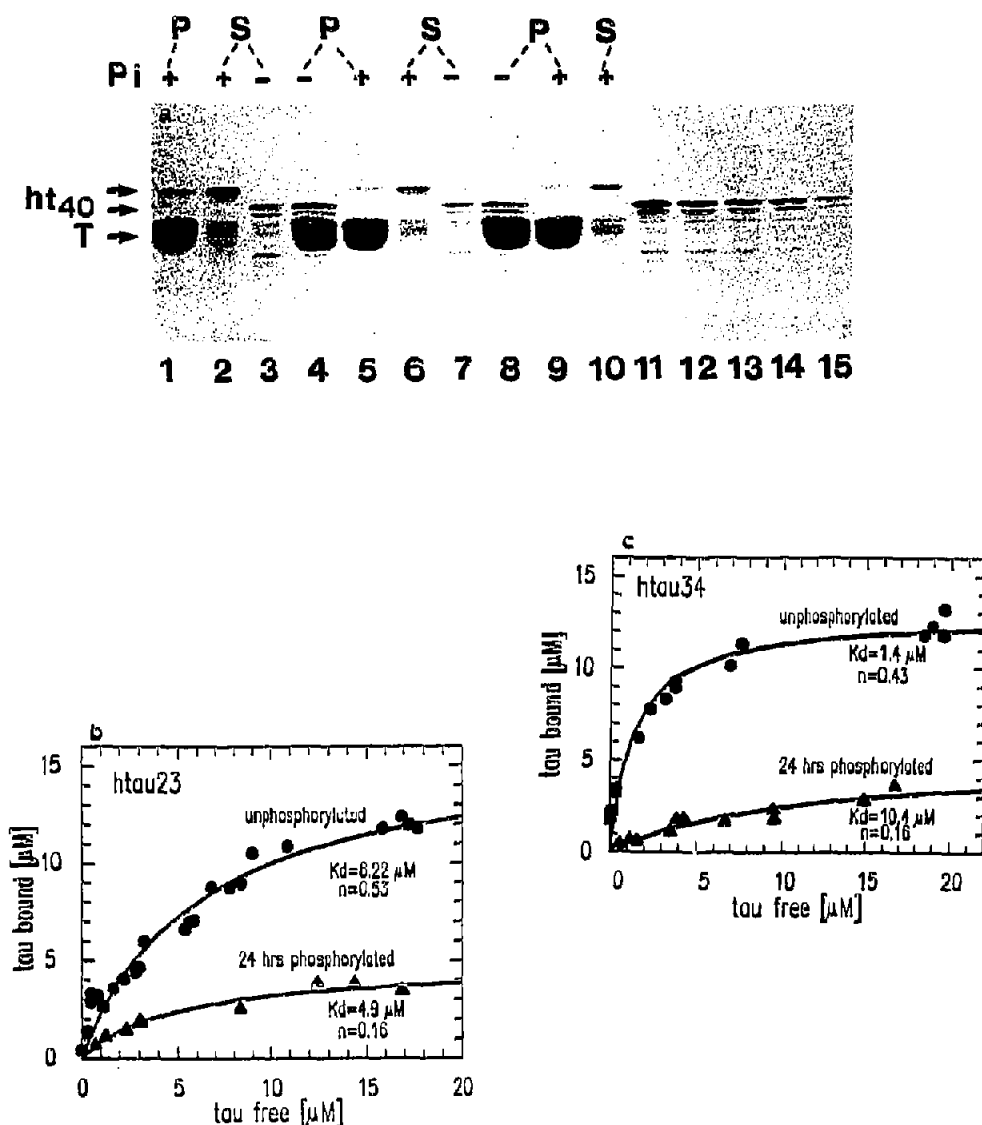 P S P S P S
Pi + + - - + + - - + +
a
ht40
T
1 2 3 4 5 6 7 8 9 10 11 12 13 14 15
c
htau34
unphosphorylated
Kd=1.4 μM
n=0.43
24 hrs phosphorylated
Kd=10.4 μM
n=0.16
tau bound [μM]
15
10
5
0
0 5 10 15 20
tau free [μM]
b
htau23
unphosphorylated
Kd=6.22 μM
n=0.53
24 hrs phosphorylated
Kd=4.9 μM
n=0.16
tau bound [μM]
15
10
5
0
0 5 10 15 20
tau free [μM]